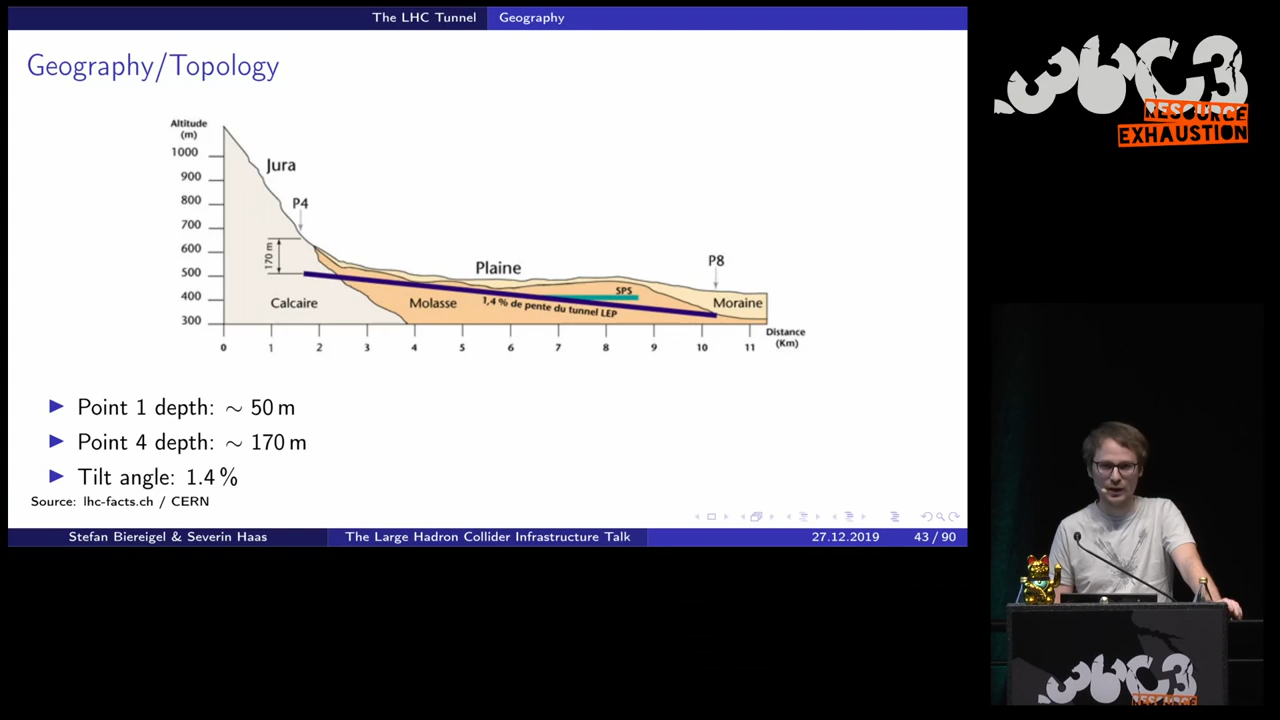 The LHC Tunnel Geography
Geography/Topology
Altitude
(m)
1000
900
800
700
600
500
400
300
Jura
P4
170 m
Plaine
P8
SPS
Calcaire
Molasse
1,4 % de pente du tunnel LEP
Moraine
0 1 2 3 4 5 6 7 8 9 10 11
Distance
(Km)
Point 1 depth: ∼ 50 m
Point 4 depth: ∼ 170 m
Tilt angle: 1.4 %
Source: lhc-facts.ch / CERN
Stefan Biereigel & Severin Haas The Large Hadron Collider Infrastructure Talk 27.12.2019 43 / 90
36C3
RESOURCE
EXHAUSTION
36C3
RESOURCE